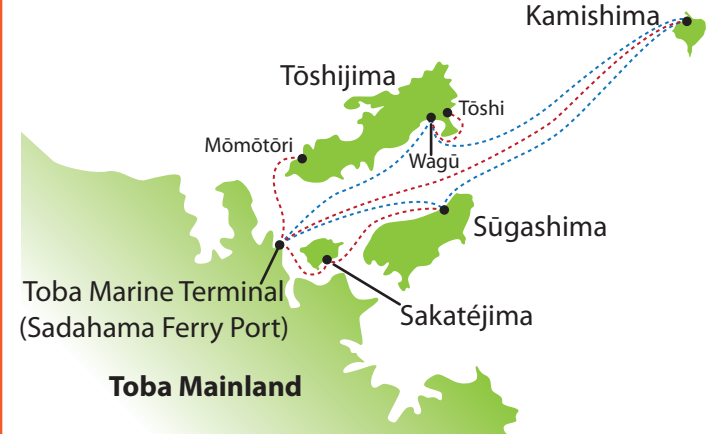 Kamishima
Tōshijima
Tōshi
Mōmōtōri
Wagū
Sūgashima
Toba Marine Terminal
(Sadahama Ferry Port)
Sakatéjima
Toba Mainland